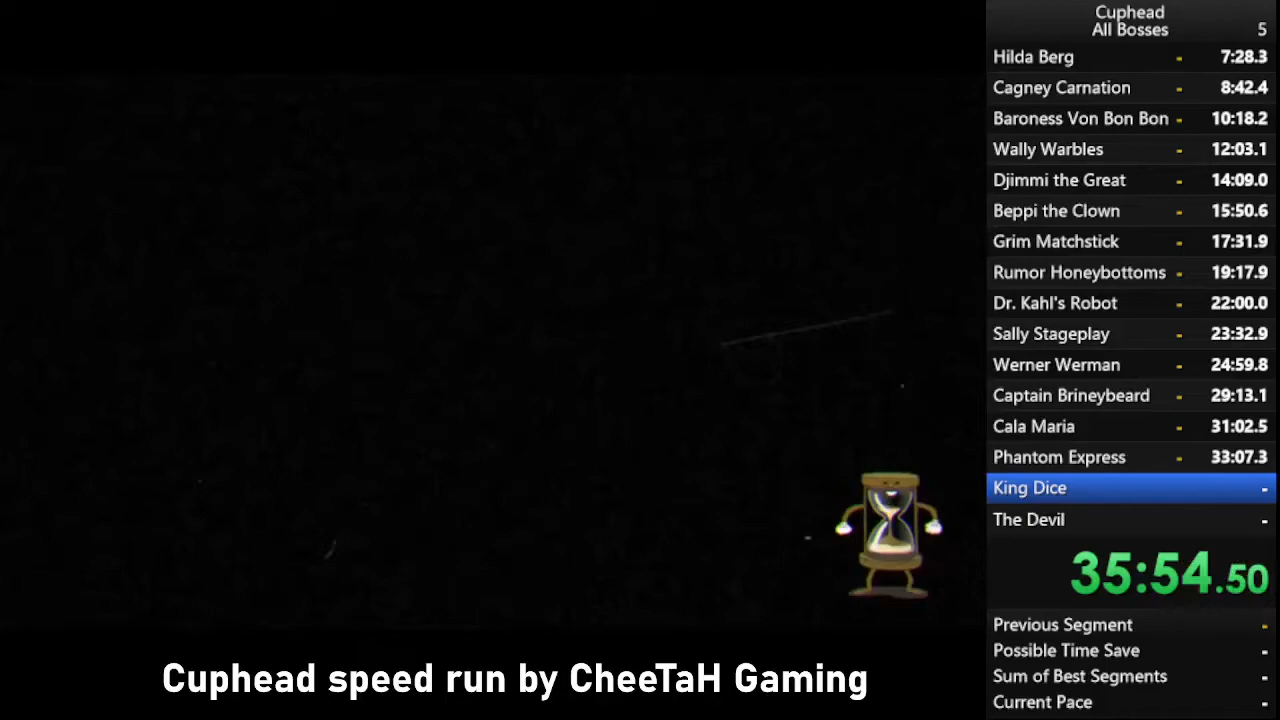 Cuphead
All Bosses 5
Hilda Berg - 7:28.3
Cagney Carnation - 8:42.4
Baroness Von Bon Bon - 10:18.2
Wally Warbles - 12:03.1
Djimmi the Great - 14:09.0
Beppi the Clown - 15:50.6
Grim Matchstick - 17:31.9
Rumor Honeybottoms - 19:17.9
Dr. Kahl's Robot - 22:00.0
Sally Stageplay - 23:32.9
Werner Werman - 24:59.8
Captain Brineybeard - 29:13.1
Cala Maria - 31:02.5
Phantom Express - 33:07.3
King Dice -
The Devil -
35:54.50
Previous Segment -
Possible Time Save -
Sum of Best Segments -
Current Pace -
Cuphead speed run by CheeTaH Gaming